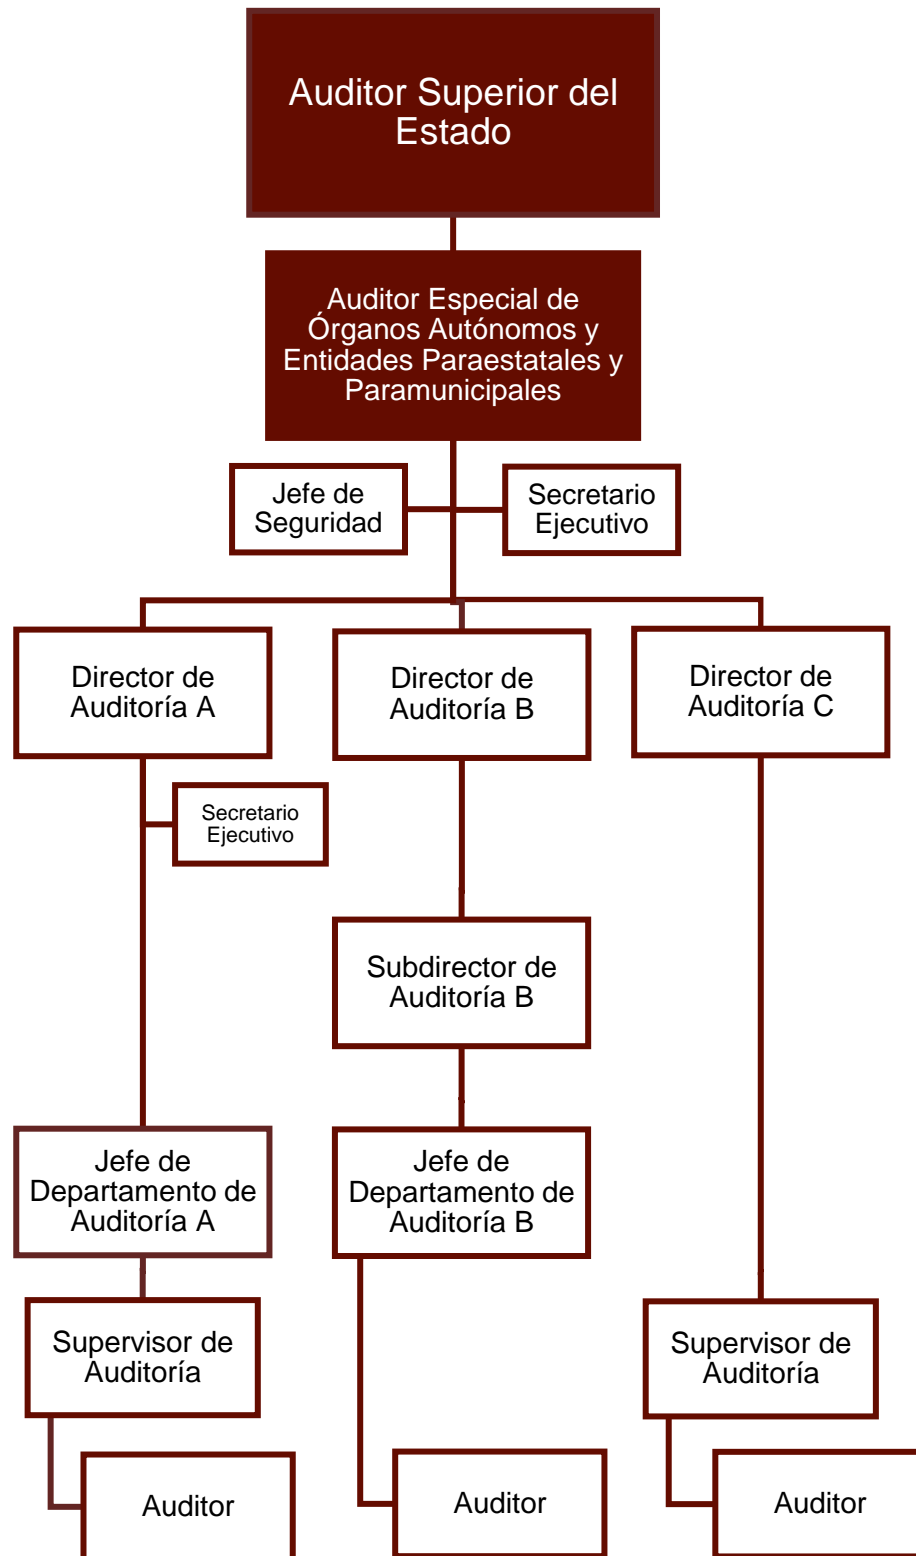 Auditor Superior del
Estado
Auditor Especial de
Órganos Autónomos y
Entidades Paraestatales y
Paramunicipales
Jefe de
Seguridad
Secretario
Ejecutivo
Director de
Auditoría A
Director de
Auditoría B
Director de
Auditoría C
Secretario
Ejecutivo
Subdirector de
Auditoría B
Jefe de
Departamento de
Auditoría A
Jefe de
Departamento de
Auditoría B
Supervisor de
Auditoría
Supervisor de
Auditoría
Auditor
Auditor
Auditor